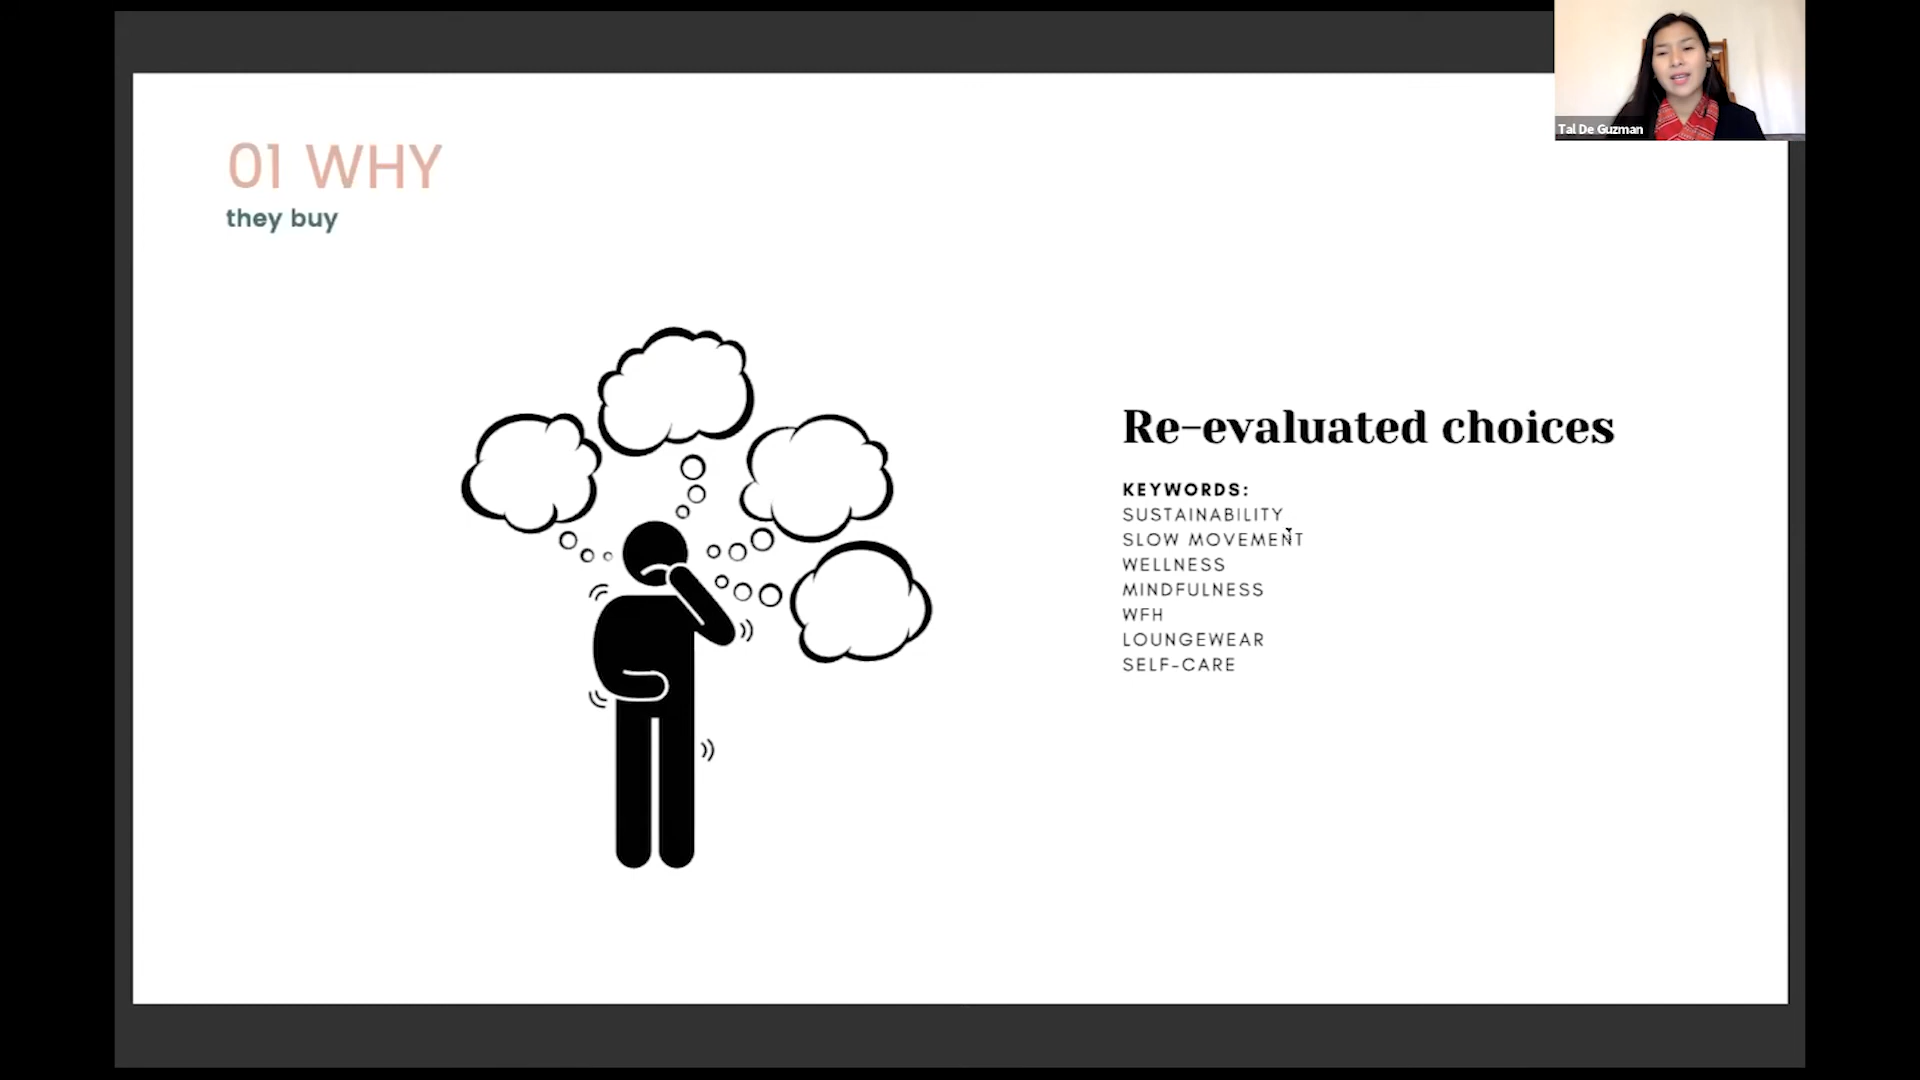 01 WHY
they buy
Tal De Guzman
Re-evaluated choices
KEYWORDS:
SUSTAINABILITY
SLOW MOVEMENT
WELLNESS
MINDFULNESS
WFH
LOUNGEWEAR
SELF-CARE